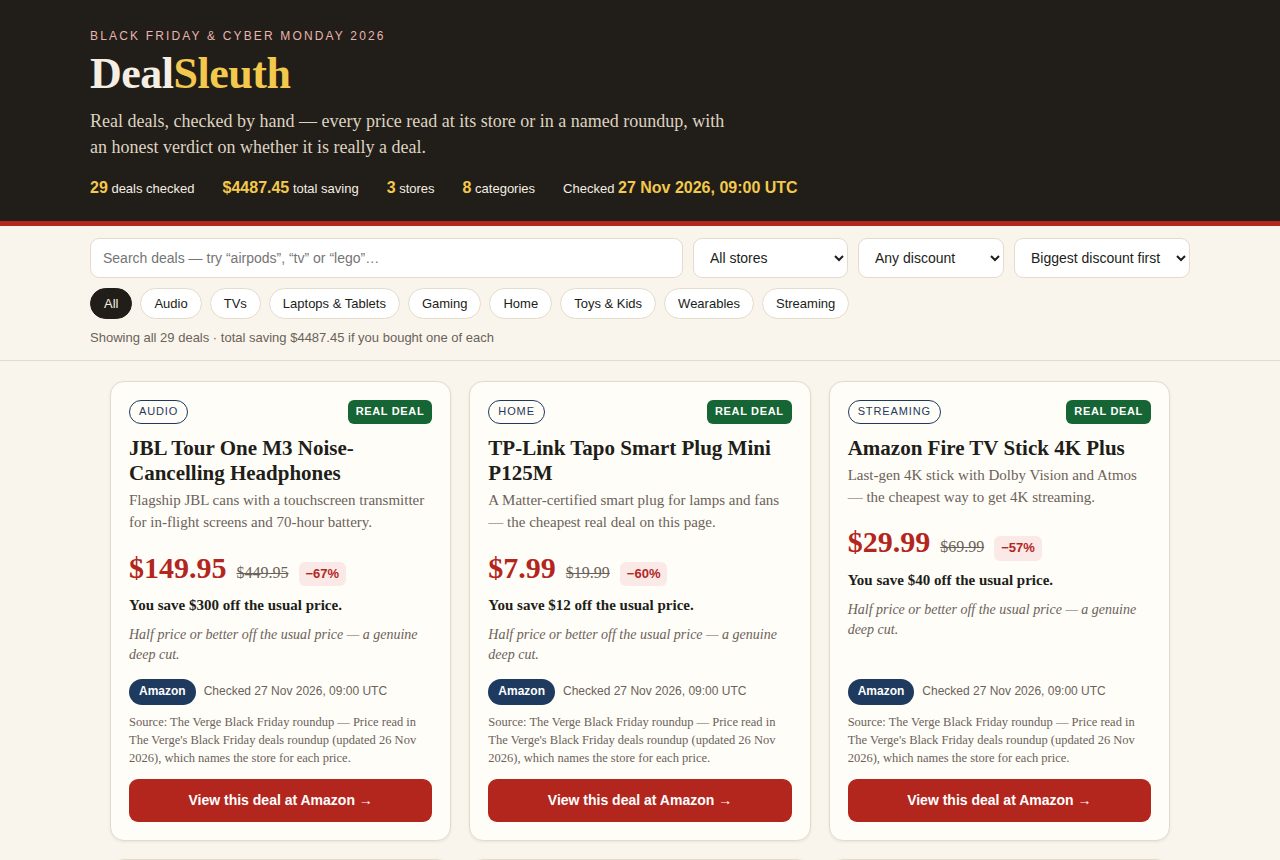 BLACK FRIDAY & CYBER MONDAY 2026
DealSleuth
Real deals, checked by hand — every price read at its store or in a named roundup, with
an honest verdict on whether it is really a deal.
29 deals checked $4487.45 total saving 3 stores 8 categories Checked 27 Nov 2026, 09:00 UTC
Search deals — try “airpods”, “tv” or “lego”… All stores Any discount Biggest discount first
All Audio TVs Laptops & Tablets Gaming Home Toys & Kids Wearables Streaming
Showing all 29 deals · total saving $4487.45 if you bought one of each
AUDIO REAL DEAL
JBL Tour One M3 Noise-
Cancelling Headphones
Flagship JBL cans with a touchscreen transmitter
for in-flight screens and 70-hour battery.
$149.95 $449.95 −67%
You save $300 off the usual price.
Half price or better off the usual price — a genuine
deep cut.
Amazon Checked 27 Nov 2026, 09:00 UTC
Source: The Verge Black Friday roundup — Price read in
The Verge's Black Friday deals roundup (updated 26 Nov
2026), which names the store for each price.
View this deal at Amazon →
HOME REAL DEAL
TP-Link Tapo Smart Plug Mini
P125M
A Matter-certified smart plug for lamps and fans
— the cheapest real deal on this page.
$7.99 $19.99 −60%
You save $12 off the usual price.
Half price or better off the usual price — a genuine
deep cut.
Amazon Checked 27 Nov 2026, 09:00 UTC
Source: The Verge Black Friday roundup — Price read in
The Verge's Black Friday deals roundup (updated 26 Nov
2026), which names the store for each price.
View this deal at Amazon →
STREAMING REAL DEAL
Amazon Fire TV Stick 4K Plus
Last-gen 4K stick with Dolby Vision and Atmos
— the cheapest way to get 4K streaming.
$29.99 $69.99 −57%
You save $40 off the usual price.
Half price or better off the usual price — a genuine
deep cut.
Amazon Checked 27 Nov 2026, 09:00 UTC
Source: The Verge Black Friday roundup — Price read in
The Verge's Black Friday deals roundup (updated 26 Nov
2026), which names the store for each price.
View this deal at Amazon →